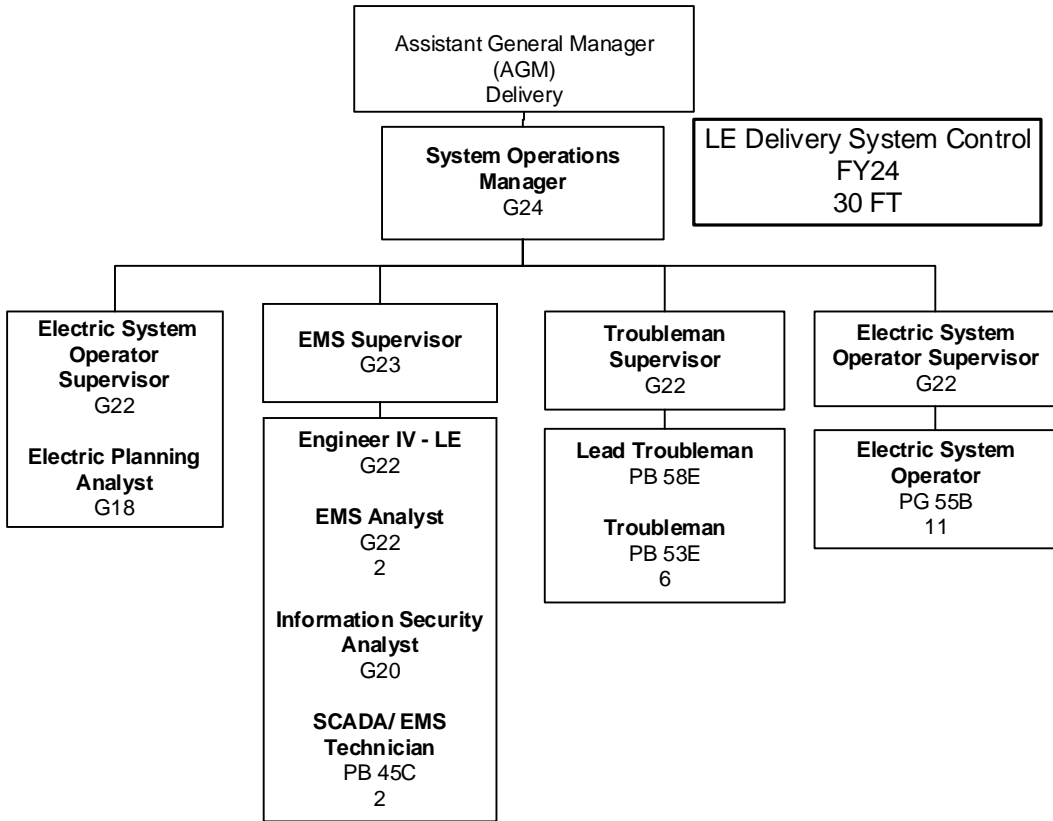 Assistant General Manager
(AGM)
Delivery
LE Delivery System Control
FY24
30 FT
System Operations
Manager
G24
Electric System
Operator
Supervisor
G22
Electric Planning
Analyst
G18
EMS Supervisor
G23
Engineer IV - LE
G22
EMS Analyst
G22
2
Information Security
Analyst
G20
SCADA/ EMS
Technician
PB 45C
2
Troubleman
Supervisor
G22
Lead Troubleman
PB 58E
Troubleman
PB 53E
6
Electric System
Operator Supervisor
G22
Electric System
Operator
PG 55B
11